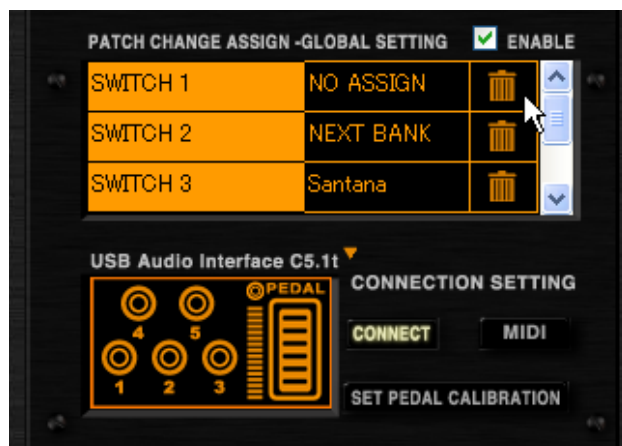 PATCH CHANGE ASSIGN -GLOBAL SETTING ENABLE
SWITCH 1 NO ASSIGN
SWITCH 2 NEXT BANK
SWITCH 3 Santana
USB Audio Interface C5.1t
PEDAL
CONNECTION SETTING
4 5
CONNECT MIDI
1 2 3
SET PEDAL CALIBRATION